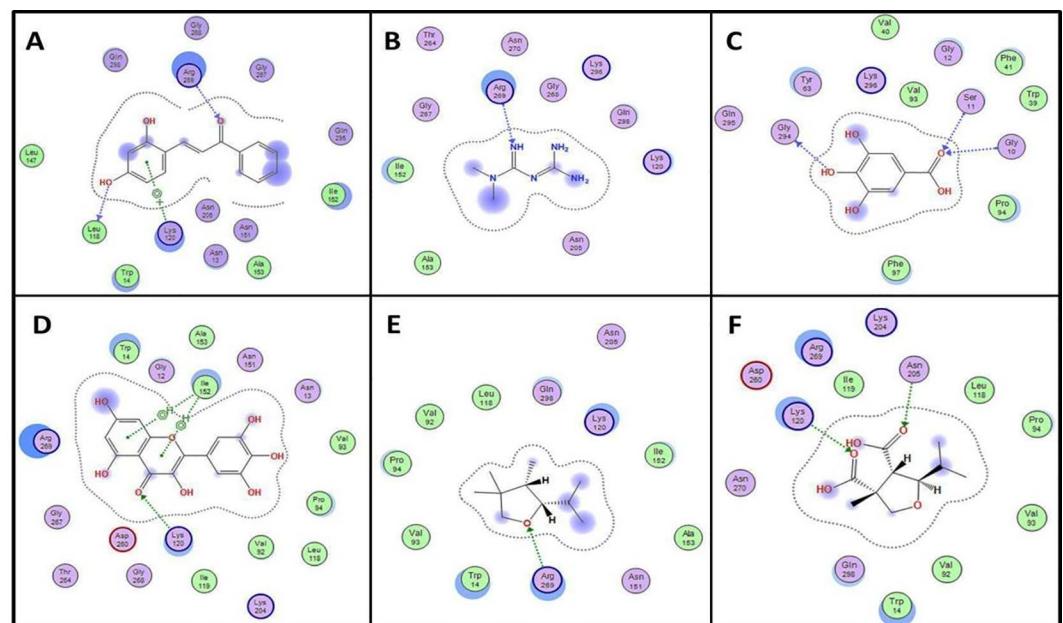 A
Gly
Gln
298
Arg
269
Gly
267
OH
O
Gln
295
Leu
147
HO
Ile
152
Leu
118
Lys
120
Asn
205
Asn
151
Asn
13
Ala
153
Trp
14
B
Thr
264
Asn
270
Lys
296
Arg
269
Gly
268
Gly
267
Gln
298
NH
NH₂
Ile
152
N
N
NH₂
Lys
120
Asn
205
Ala
153
C
Val
40
Gly
12
Phe
41
Tyr
63
Lys
296
Val
93
Ser
11
Trp
39
Gln
295
Gly
294
Gly
10
HO
O
HO
HO
OH
Pro
94
Phe
97
D
Ala
153
Trp
14
Gly
12
Asn
151
Ile
152
Asn
13
H
H
HO
OH
Arg
269
O
OH
Val
93
OH
O
OH
OH
Pro
94
Gly
267
Asp
260
Lys
120
Val
92
Leu
118
Thr
264
Gly
268
Ile
119
Lys
204
E
Asn
205
Leu
118
Gln
298
Val
92
Lys
120
Pro
94
Ile
152
H
H
O
Val
93
Ala
153
Trp
14
Arg
269
Asn
151
F
Lys
204
Arg
269
Asp
260
Ile
119
Asn
205
Leu
118
Lys
120
Pro
94
HO
O
O
H
Asn
270
HO
H
O
Val
93
Gln
298
Val
92
Trp
14